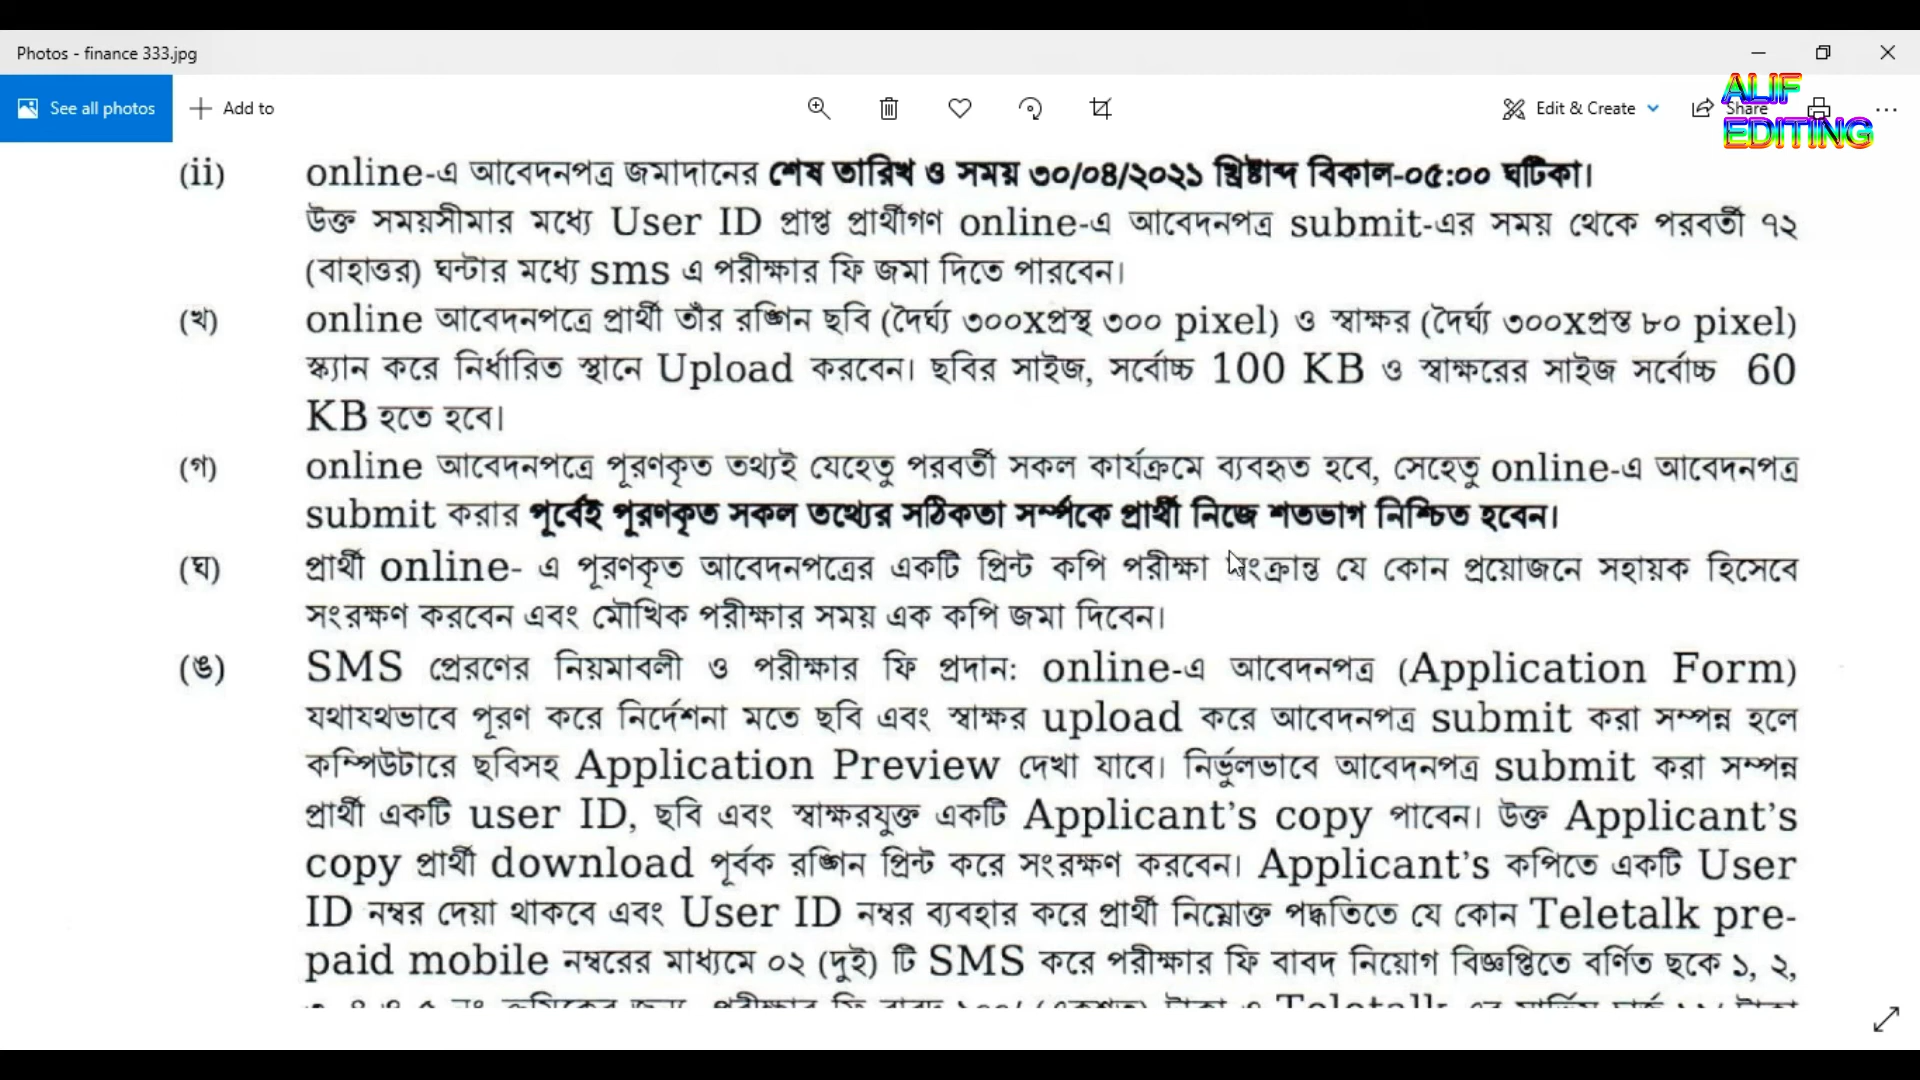 Photos - finance 333.jpg
See all photos
Add to
Edit & Create
Share
ALIF
EDITING
(ii) online-এ আবেদনপত্র জমাদানের শেষ তারিখ ও সময় ৩০/০৪/২০২১ খ্রিষ্টাব্দ বিকাল-০৫:০০ ঘটিকা।
উক্ত সময়সীমার মধ্যে User ID প্রাপ্ত প্রার্থীগণ online-এ আবেদনপত্র submit-এর সময় থেকে পরবর্তী ৭২
(বাহাত্তর) ঘন্টার মধ্যে sms এ পরীক্ষার ফি জমা দিতে পারবেন।
(খ) online আবেদনপত্রে প্রার্থী তাঁর রঙ্গিন ছবি (দৈর্ঘ্য ৩০০Xপ্রস্থ ৩০০ pixel) ও স্বাক্ষর (দৈর্ঘ্য ৩০০Xপ্রস্ত ৮০ pixel)
স্ক্যান করে নির্ধারিত স্থানে Upload করবেন। ছবির সাইজ, সর্বোচ্চ 100 KB ও স্বাক্ষরের সাইজ সর্বোচ্চ 60
KB হতে হবে।
(গ) online আবেদনপত্রে পূরণকৃত তথ্যই যেহেতু পরবর্তী সকল কার্যক্রমে ব্যবহৃত হবে, সেহেতু online-এ আবেদনপত্র
submit করার পূর্বেই পূরণকৃত সকল তথ্যের সঠিকতা সর্ম্পকে প্রার্থী নিজে শতভাগ নিশ্চিত হবেন।
(ঘ) প্রার্থী online- এ পূরণকৃত আবেদনপত্রের একটি প্রিন্ট কপি পরীক্ষা সংক্রান্ত যে কোন প্রয়োজনে সহায়ক হিসেবে
সংরক্ষণ করবেন এবং মৌখিক পরীক্ষার সময় এক কপি জমা দিবেন।
(ঙ) SMS প্রেরণের নিয়মাবলী ও পরীক্ষার ফি প্রদান: online-এ আবেদনপত্র (Application Form)
যথাযথভাবে পূরণ করে নির্দেশনা মতে ছবি এবং স্বাক্ষর upload করে আবেদনপত্র submit করা সম্পন্ন হলে
কম্পিউটারে ছবিসহ Application Preview দেখা যাবে। নির্ভুলভাবে আবেদনপত্র submit করা সম্পন্ন
প্রার্থী একটি user ID, ছবি এবং স্বাক্ষরযুক্ত একটি Applicant's copy পাবেন। উক্ত Applicant's
copy প্রার্থী download পূর্বক রঙ্গিন প্রিন্ট করে সংরক্ষণ করবেন। Applicant's কপিতে একটি User
ID নম্বর দেয়া থাকবে এবং User ID নম্বর ব্যবহার করে প্রার্থী নিম্নোক্ত পদ্ধতিতে যে কোন Teletalk pre-
paid mobile নম্বরের মাধ্যমে ০২ (দুই) টি SMS করে পরীক্ষার ফি বাবদ নিয়োগ বিজ্ঞপ্তিতে বর্ণিত ছকে ১, ২,